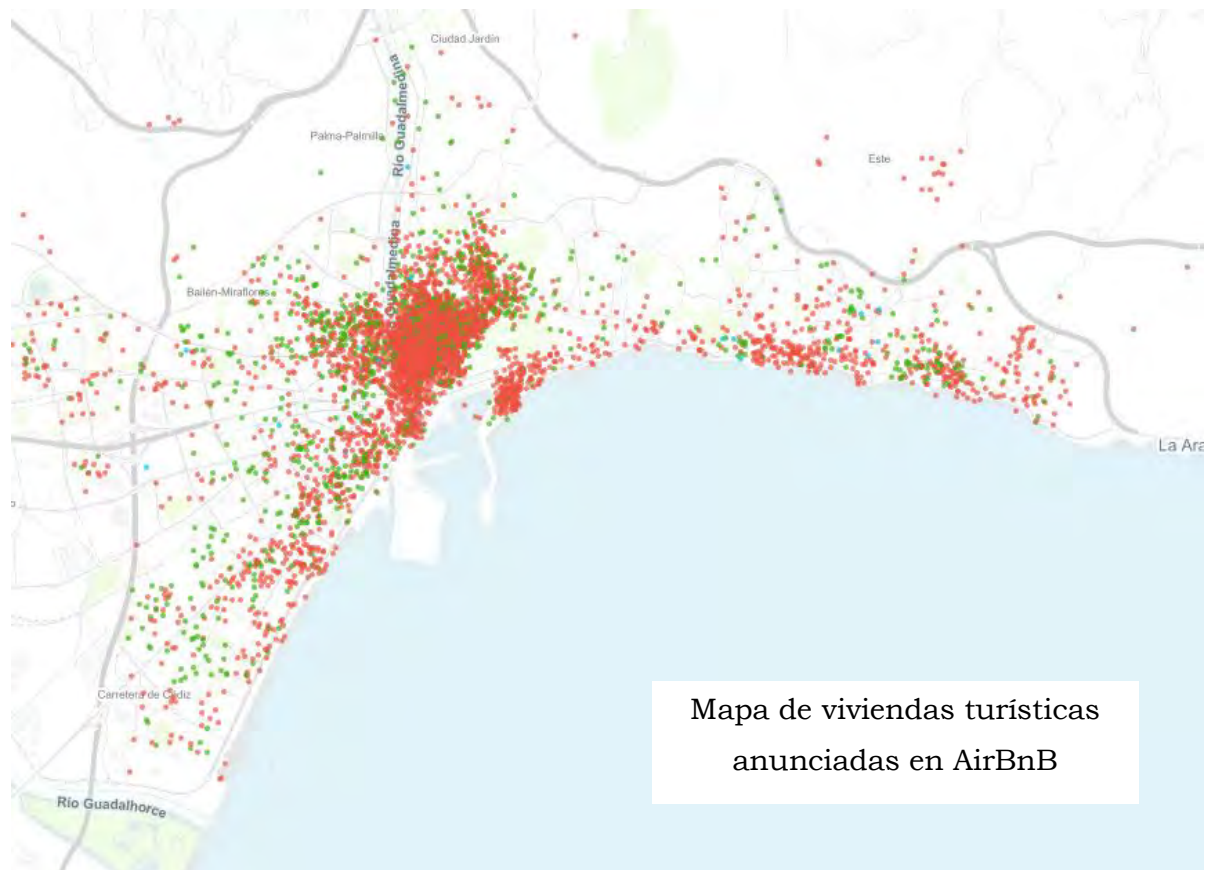 Ciudad Jardín
Río Guadalmedina
Palma-Palmilla
Este
Guadalmedina
Bailén-Miraflores
La Ara
Carretera de Cádiz
Mapa de viviendas turísticas
anunciadas en AirBnB
Río Guadalhorce